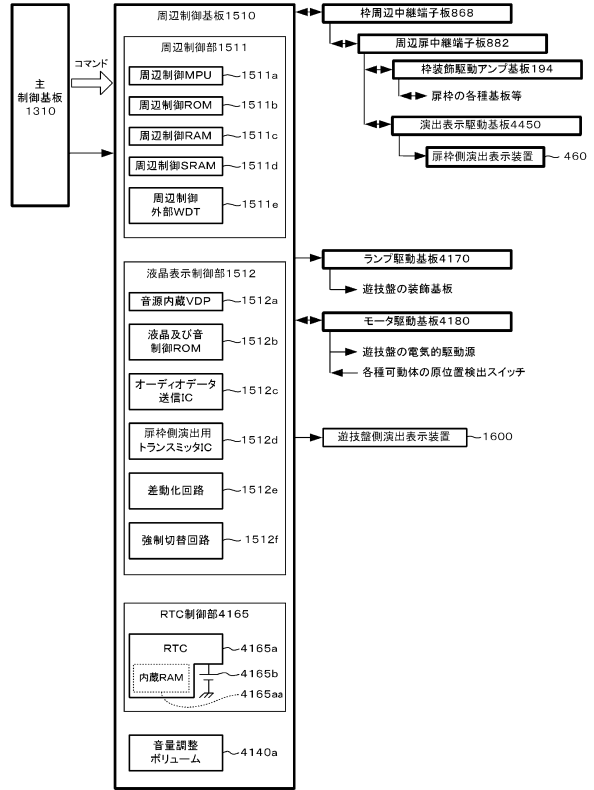 主
制御基板
1310
コマンド
周辺制御基板1510
周辺制御部1511
周辺制御MPU
1511a
周辺制御ROM
1511b
周辺制御RAM
1511c
周辺制御SRAM
1511d
周辺制御
外部WDT
1511e
液晶表示制御部1512
音源内蔵VDP
1512a
液晶及び音
制御ROM
1512b
オーディオデータ
送信IC
1512c
扉枠側演出用
トランスミッタIC
1512d
差動化回路
1512e
強制切替回路
1512f
RTC制御部4165
RTC
4165a
内蔵RAM
4165b
4165aa
音量調整
ボリューム
4140a
枠周辺中継端子板868
周辺扉中継端子板882
枠装飾駆動アンプ基板194
扉枠の各種基板等
演出表示駆動基板4450
扉枠側演出表示装置
460
ランプ駆動基板4170
遊技盤の装飾基板
モータ駆動基板4180
遊技盤の電気的駆動源
各種可動体の原位置検出スイッチ
遊技盤側演出表示装置
1600